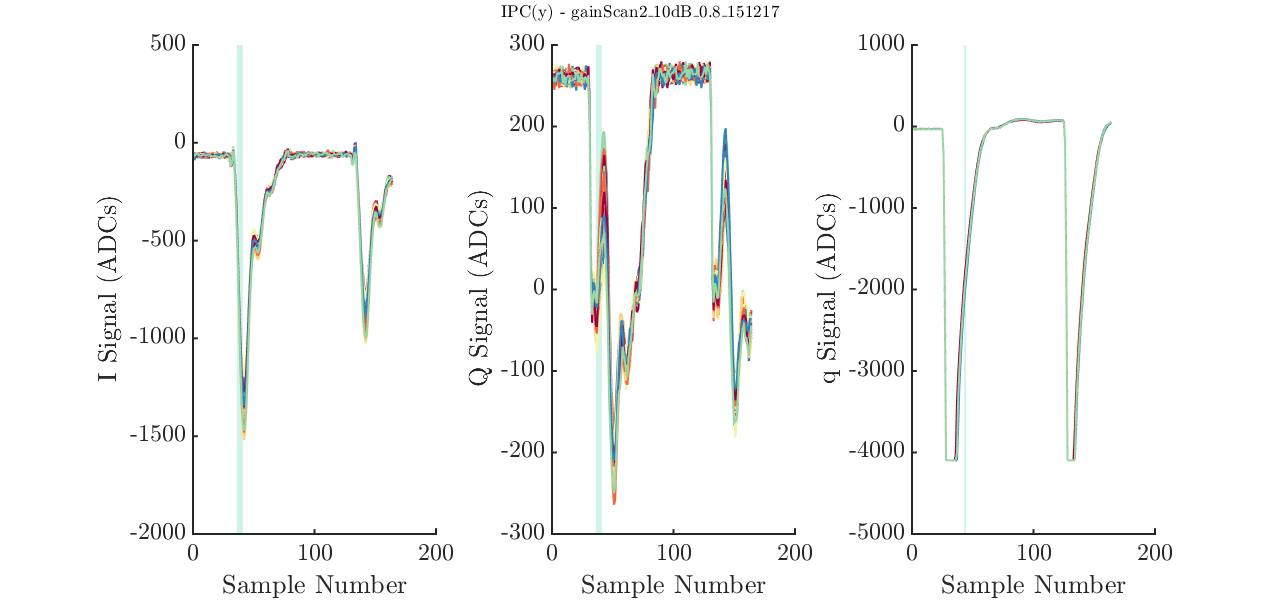 IPC(y) - gainScan2_10dB_0.8_151217
500
0
-500
-1000
-1500
-2000
I Signal (ADCs)
0 100 200
Sample Number
300
200
100
0
-100
-200
-300
Q Signal (ADCs)
0 100 200
Sample Number
1000
0
-1000
-2000
-3000
-4000
-5000
q Signal (ADCs)
0 100 200
Sample Number